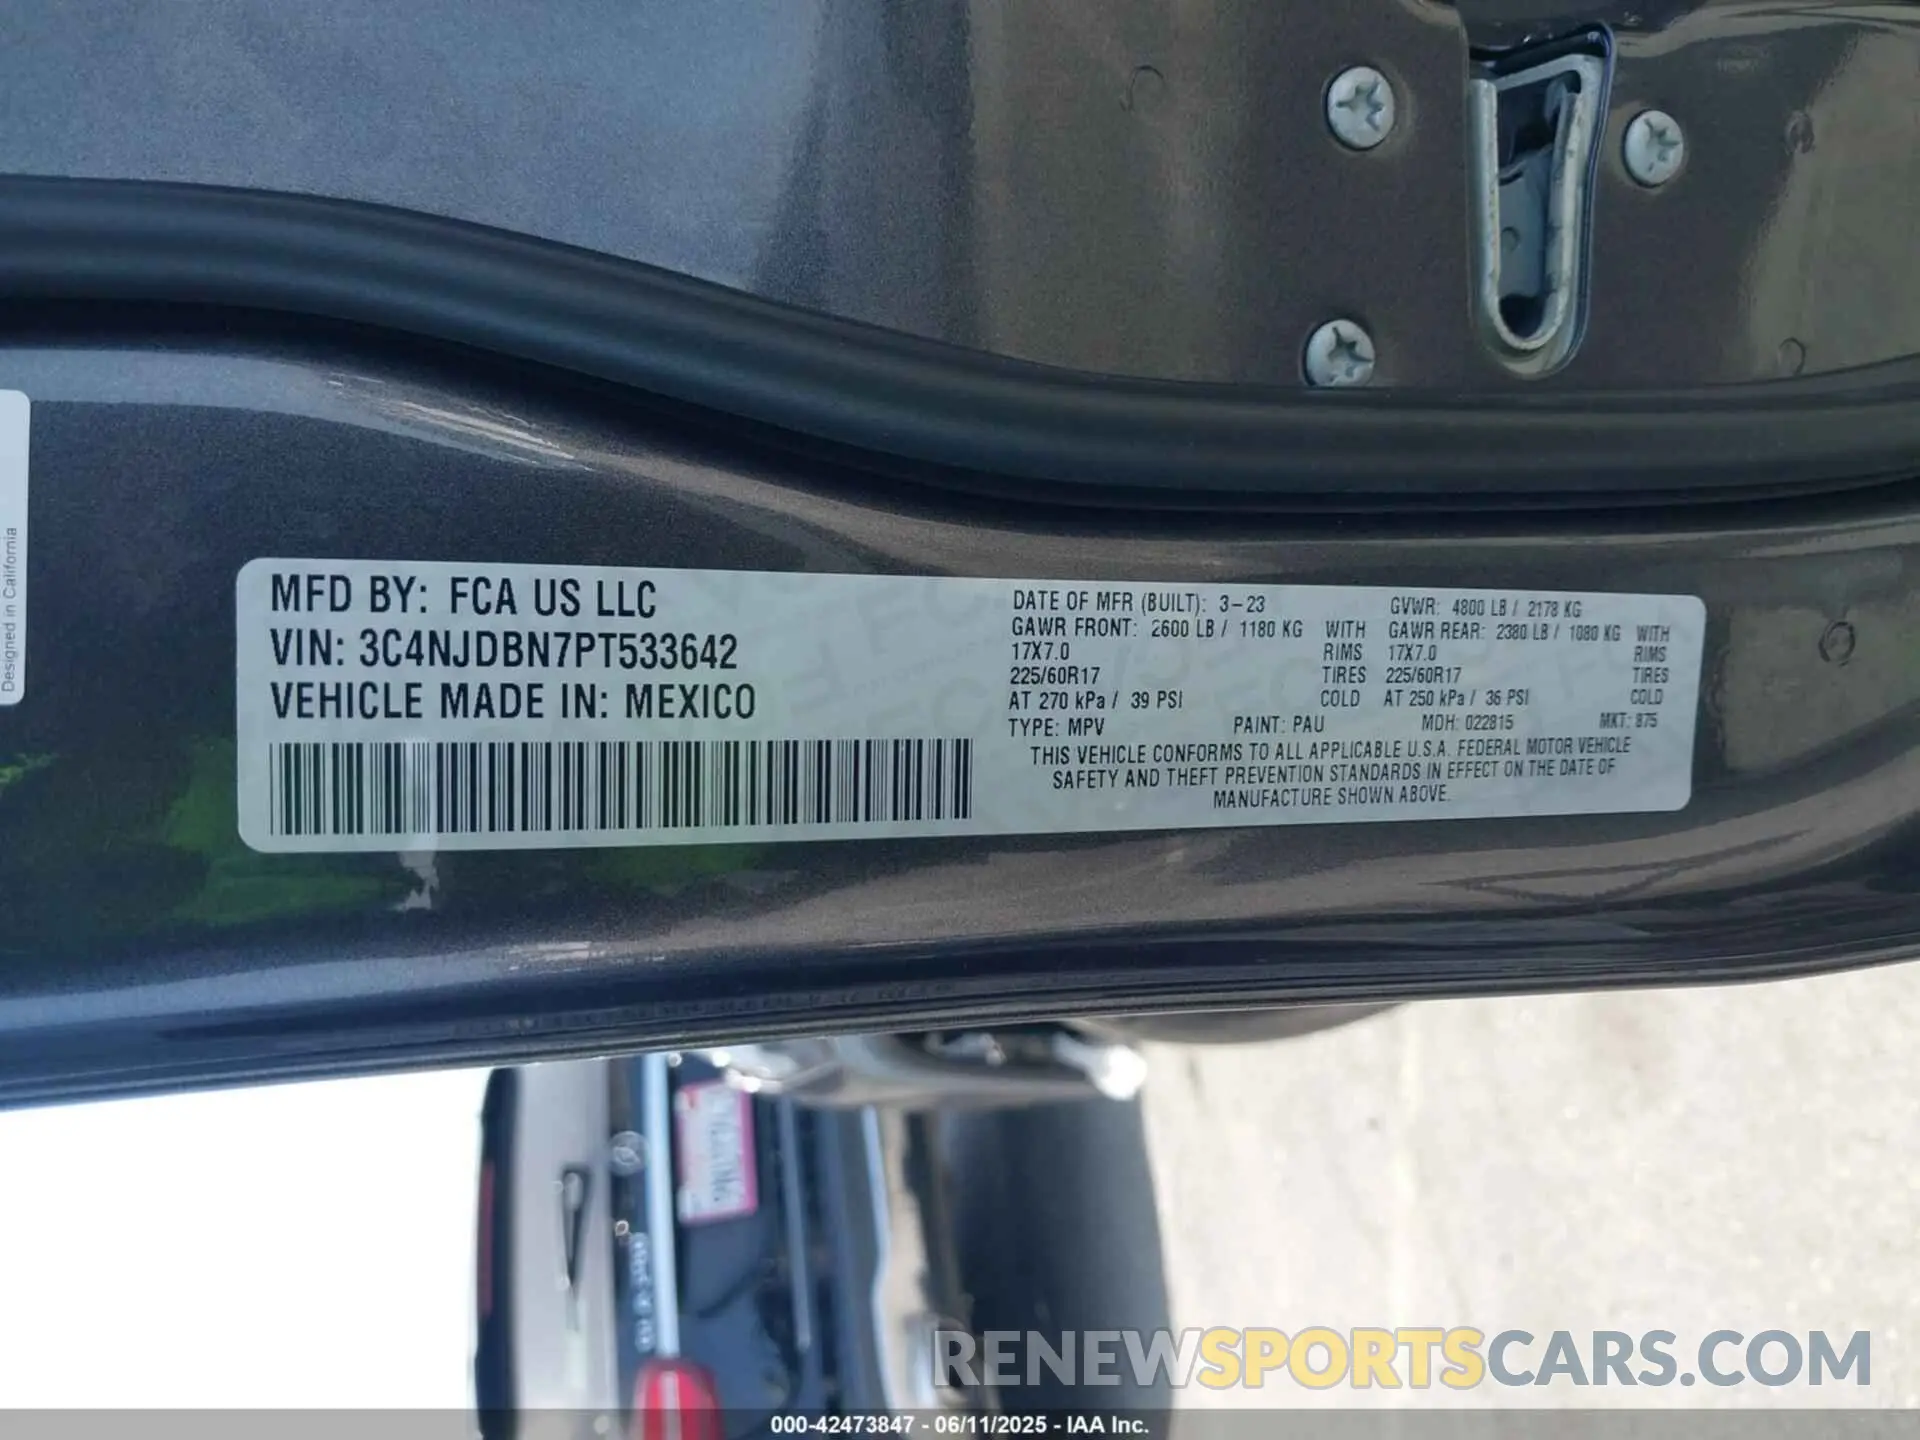 MFD BY: FCA US LLC
VIN: 3C4NJDBN7PT533642
VEHICLE MADE IN: MEXICO
DATE OF MFR (BUILT): 3-23 GVWR: 4800 LB / 2178 KG
GAWR FRONT: 2600 LB / 1180 KG WITH GAWR REAR: 2380 LB / 1080 KG WITH
17X7.0 RIMS 17X7.0 RIMS
225/60R17 TIRES 225/60R17 TIRES
AT 270 kPa / 39 PSI COLD AT 250 kPa / 36 PSI COLD
TYPE: MPV PAINT: PAU MDH: 022815 MKT: 875
THIS VEHICLE CONFORMS TO ALL APPLICABLE U.S.A. FEDERAL MOTOR VEHICLE
SAFETY AND THEFT PREVENTION STANDARDS IN EFFECT ON THE DATE OF
MANUFACTURE SHOWN ABOVE.
Designed in California
RENEWSPORTSCARS.COM
000-42473847 - 06/11/2025 - IAA Inc.